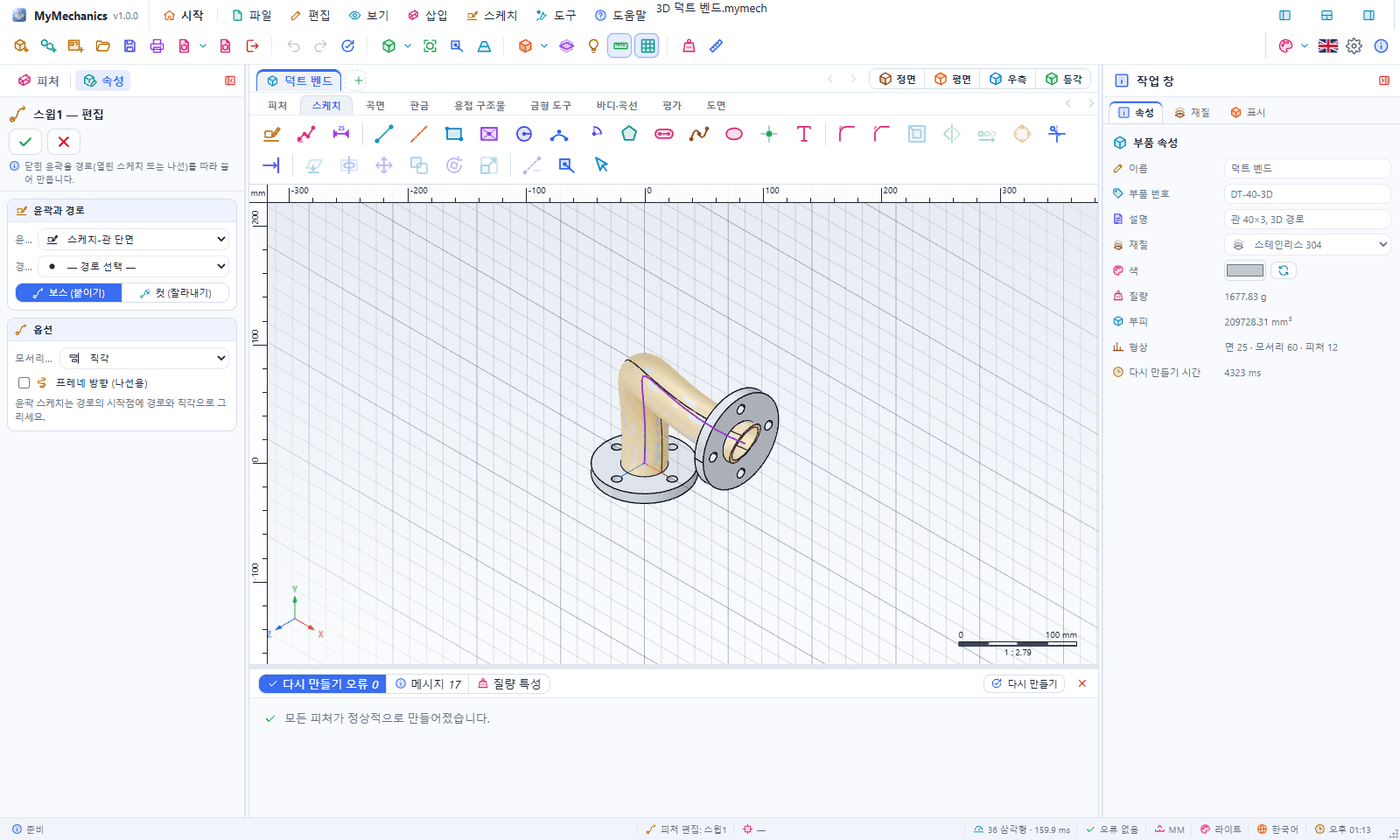 MyMechanics v1.0.0 시작 파일 편집 보기 삽입 스케치 도구 도움말 3D 덕트 벤드.mymech
피처 속성
스윕1 — 편집
닫힌 윤곽을 경로(열린 스케치 또는 나선)를 따라 쓸
어 만듭니다.
윤곽과 경로
윤... 스케치-관 단면
경... — 경로 선택 —
보스 (붙이기) 컷 (잘라내기)
옵션
모서리... 직각
프레네 방향 (나선용)
윤곽 스케치는 경로의 시작점에 경로와 직각으로 그
리세요.
덕트 벤드 +
정면 평면 우측 등각
피처 스케치 곡면 판금 용접 구조물 금형 도구 바디·곡선 평가 도면
mm -300 -200 -100 0 100 200 300
200
100
0
-100
Y
Z X
0 100 mm
1 : 2.79
다시 만들기 오류 0 메시지 17 질량 특성 다시 만들기
모든 피처가 정상적으로 만들어졌습니다.
작업 창
속성 재질 표시
부품 속성
이름 덕트 벤드
부품 번호 DT-40-3D
설명 관 40×3, 3D 경로
재질 스테인리스 304
색
질량 1677.83 g
부피 209728.31 mm³
형상 면 25 · 모서리 60 · 피처 12
다시 만들기 시간 4323 ms
준비 피처 편집: 스윕1 — 36 삼각형 · 159.9 ms 오류 없음 MM 라이트 한국어 오후 01:13